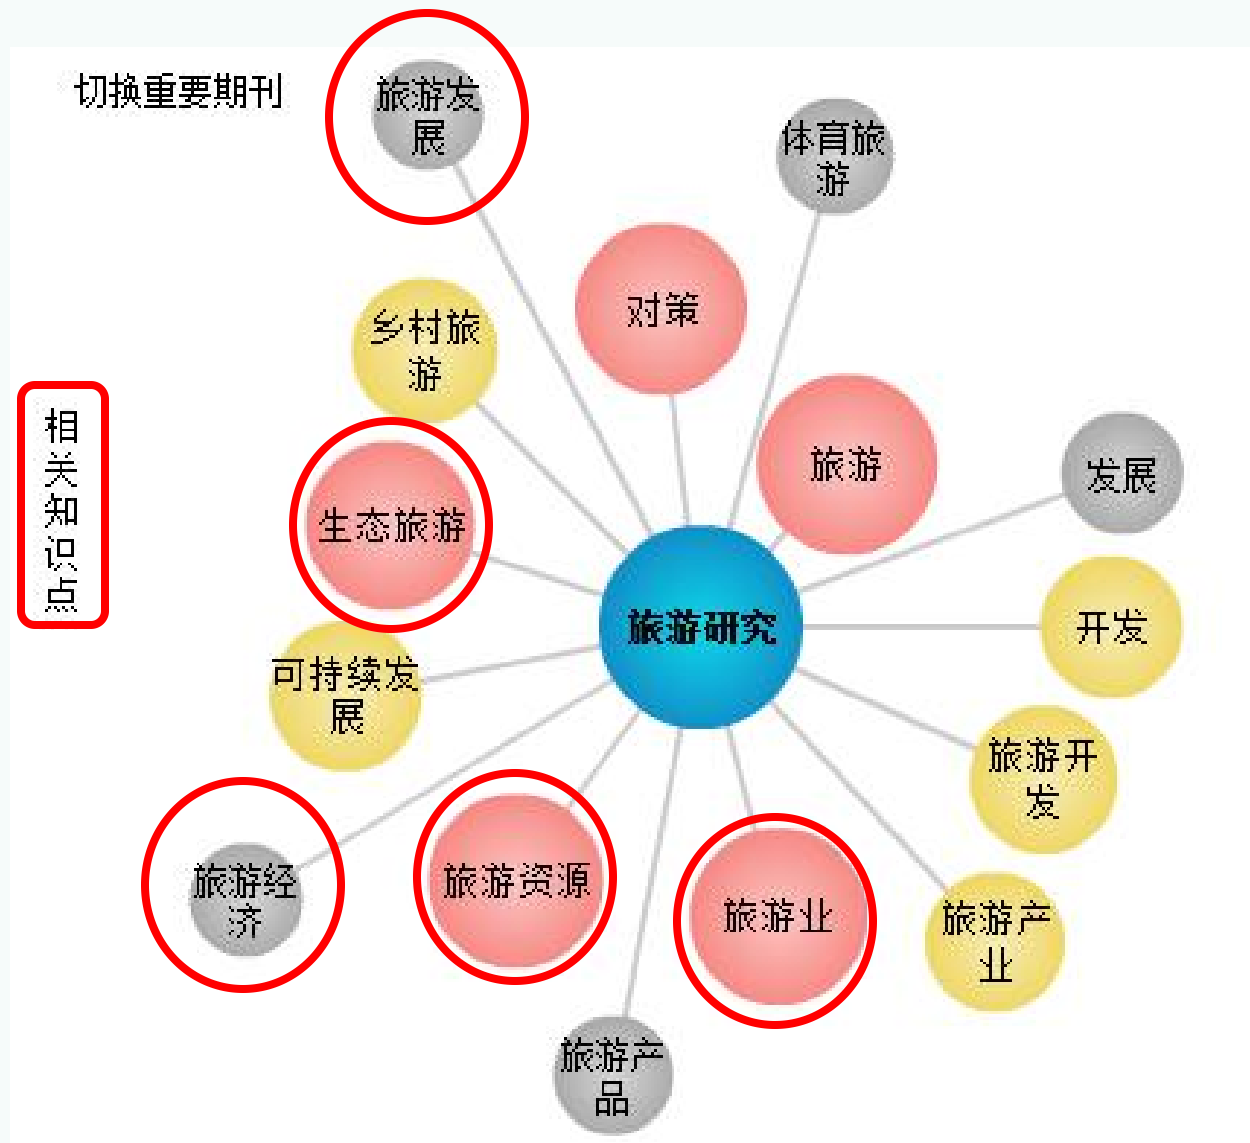 切换重要期刊
旅游发
展
体育旅
游
对策
乡村旅
游
旅游
发展
相
关
知
识
点
生态旅游
旅游研究
开发
可持续发
展
旅游开
发
旅游经
济
旅游资源
旅游业
旅游产
业
旅游产
品